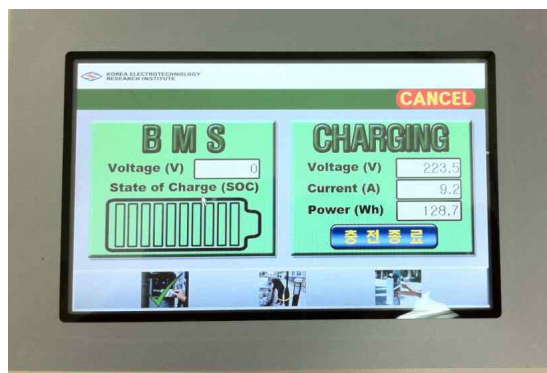 KOREA ELECTROTECHNOLOGY
RESEARCH INSTITUTE
CANCEL
BMS
Voltage (V) 0
State of Charge (SOC)
CHARGING
Voltage (V) 223.5
Current (A) 9.2
Power (Wh) 128.7
충전종료